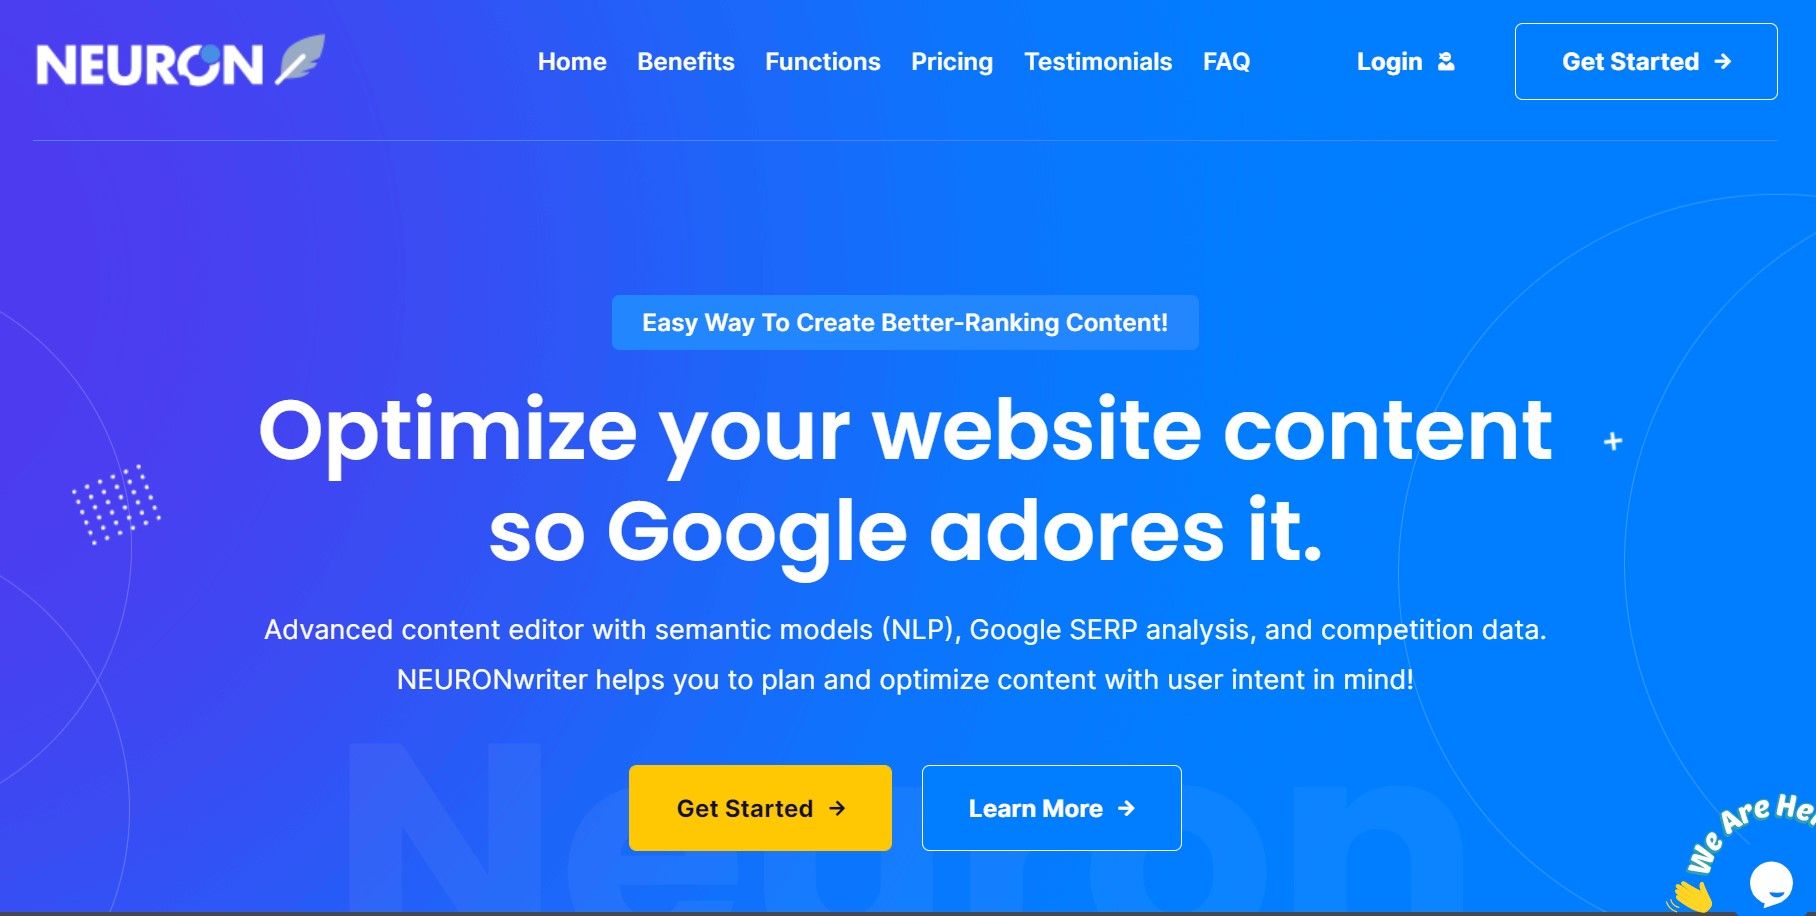 NEURON
Home Benefits Functions Pricing Testimonials FAQ Login Get Started
Easy Way To Create Better-Ranking Content!
Optimize your website content
so Google adores it.
Advanced content editor with semantic models (NLP), Google SERP analysis, and competition data.
NEURONwriter helps you to plan and optimize content with user intent in mind!
Neuron
Get Started Learn More
We Are